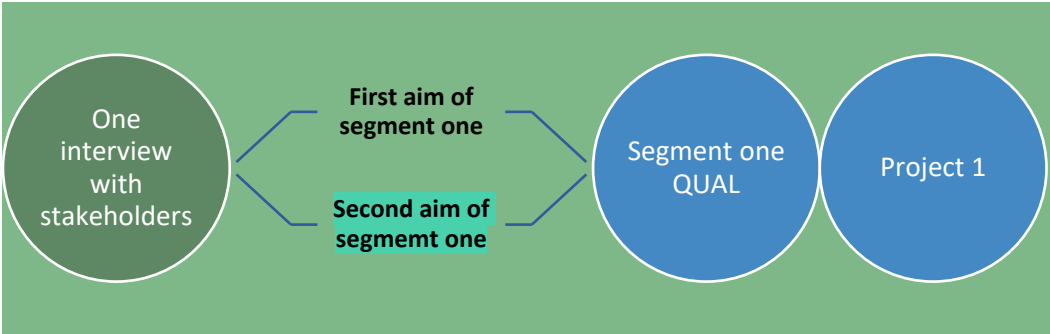 One
interview
with
stakeholders
First aim of
segment one
Second aim of
segmemt one
Segment one
QUAL
Project 1